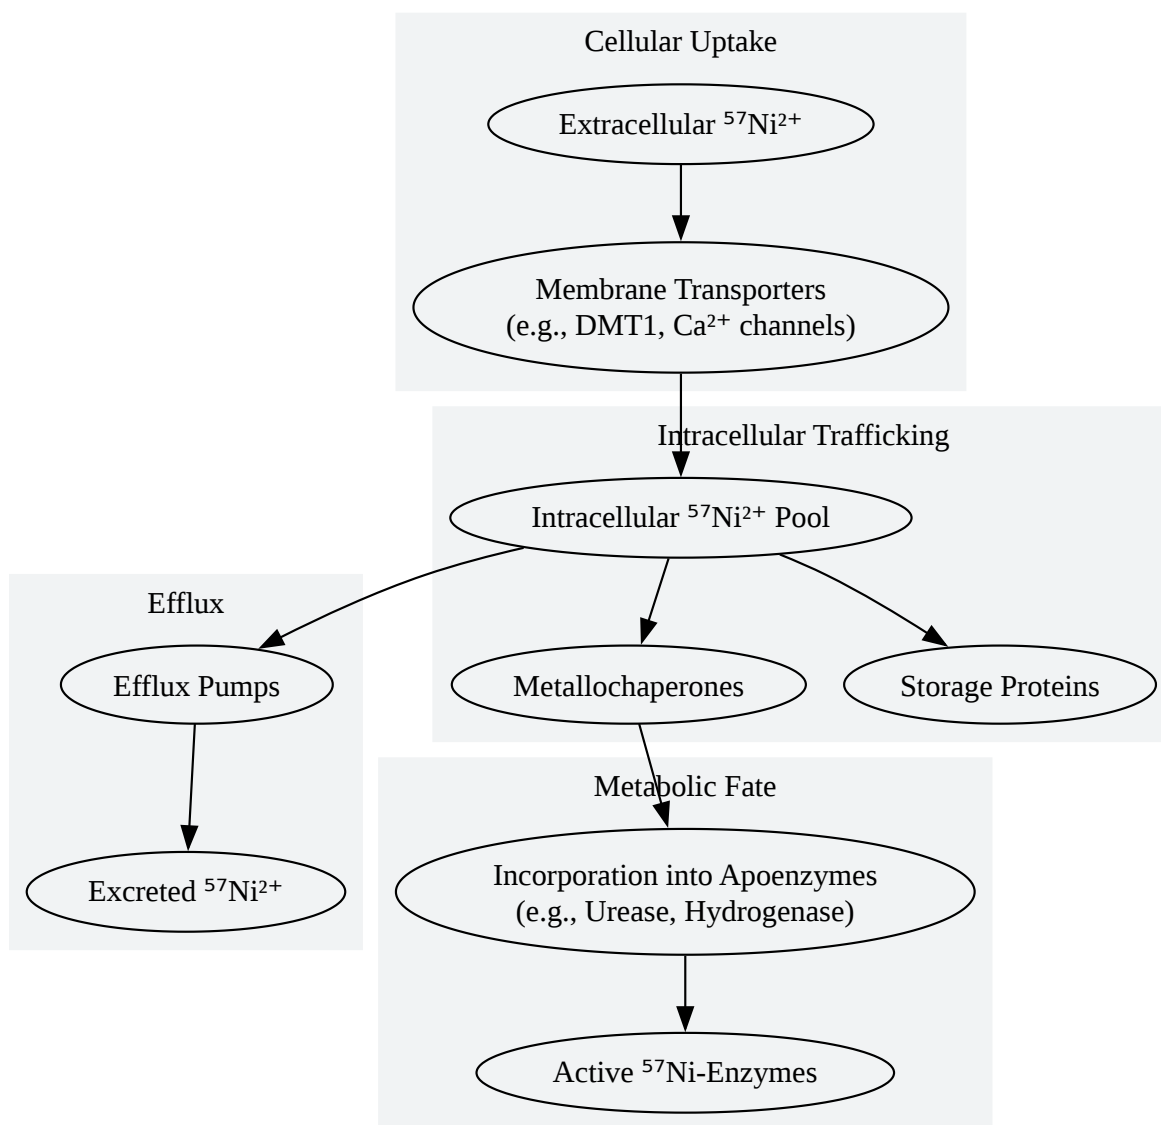 Cellular Uptake
Extracellular ⁵⁷Ni²⁺
Membrane Transporters
(e.g., DMT1, Ca²⁺ channels)
Intracellular Trafficking
Intracellular ⁵⁷Ni²⁺ Pool
Efflux
Efflux Pumps
Metallochaperones
Storage Proteins
Metabolic Fate
Excreted ⁵⁷Ni²⁺
Incorporation into Apoenzymes
(e.g., Urease, Hydrogenase)
Active ⁵⁷Ni-Enzymes